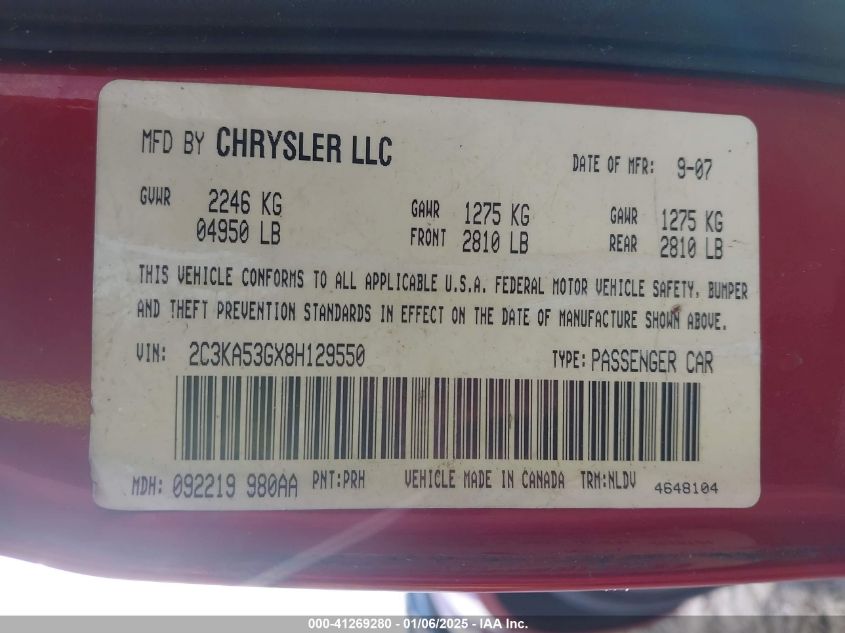 MFD BY CHRYSLER LLC
DATE OF MFR: 9-07
GVWR 2246 KG
04950 LB
GAWR 1275 KG
FRONT 2810 LB
GAWR 1275 KG
REAR 2810 LB
THIS VEHICLE CONFORMS TO ALL APPLICABLE U.S.A. FEDERAL MOTOR VEHICLE SAFETY, BUMPER
AND THEFT PREVENTION STANDARDS IN EFFECT ON THE DATE OF MANUFACTURE SHOWN ABOVE.
VIN: 2C3KA53GX8H129550 TYPE: PASSENGER CAR
MDH: 092219 980AA PNT:PRH VEHICLE MADE IN CANADA TRM:NLDV 4648104
000-41269280 - 01/06/2025 - IAA Inc.